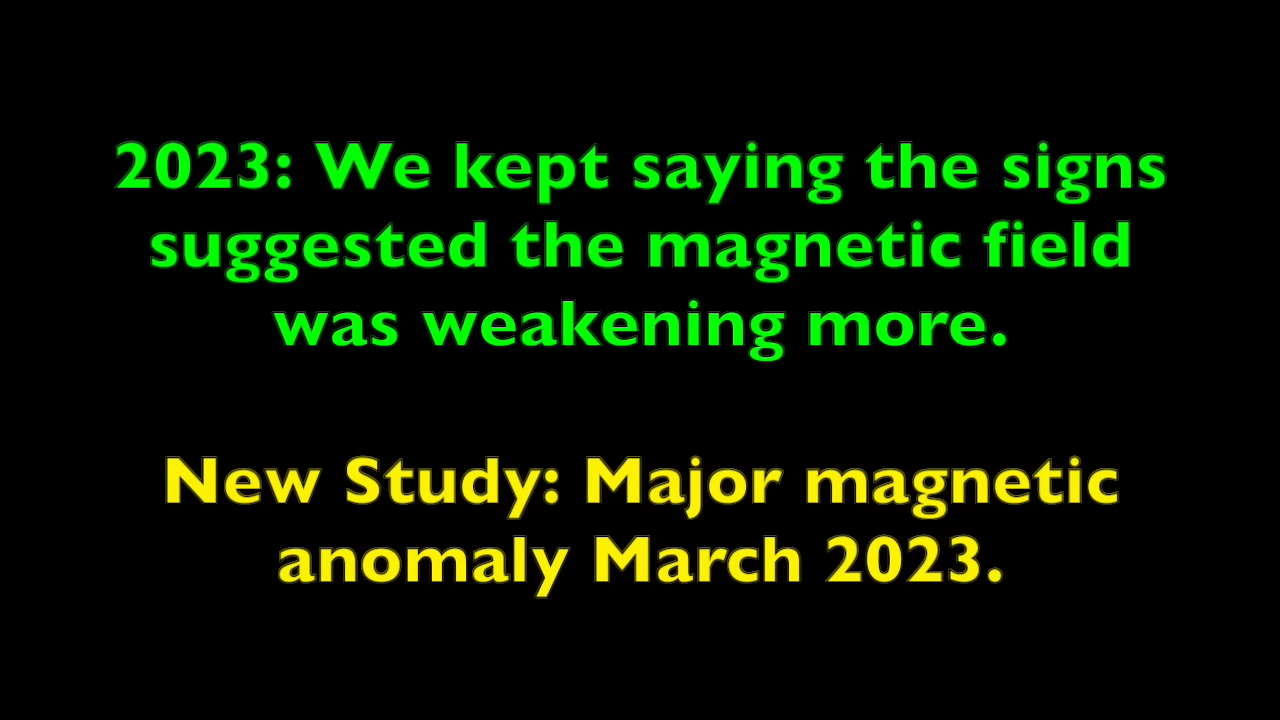 2023: We kept saying the signs
suggested the magnetic field
was weakening more.
New Study: Major magnetic
anomaly March 2023.